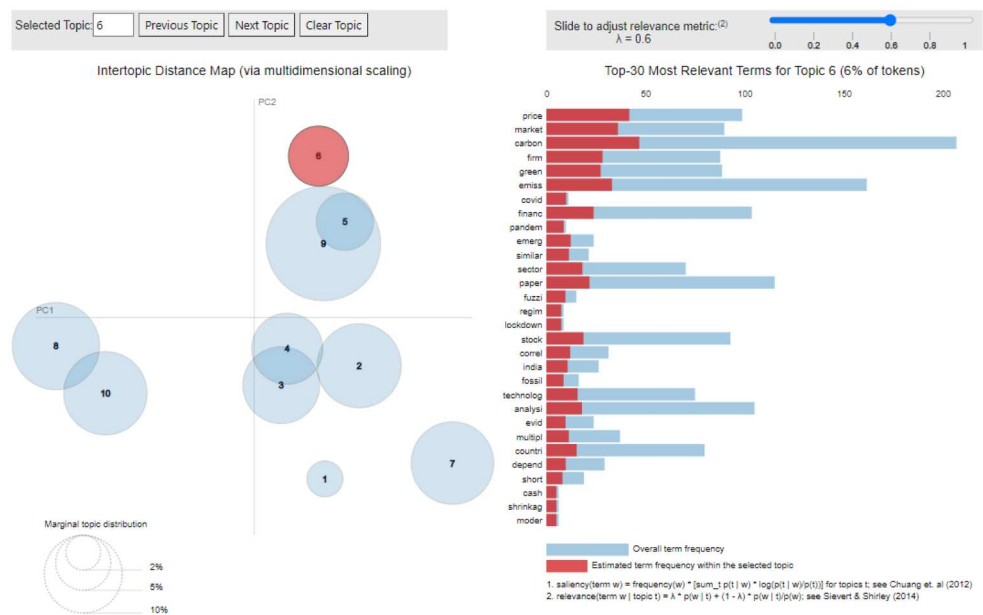 Selected Topic: 6 Previous Topic Next Topic Clear Topic
Slide to adjust relevance metric:(2)
λ = 0.6
0.0 0.2 0.4 0.6 0.8 1
Intertopic Distance Map (via multidimensional scaling)
PC2
PC1
6
5
9
8
4
2
3
10
7
1
Marginal topic distribution
2%
5%
10%
Top-30 Most Relevant Terms for Topic 6 (6% of tokens)
0 50 100 150 200
price
market
carbon
firm
green
emiss
covid
financ
pandem
emerg
similar
sector
paper
fuzzi
regim
lockdown
stock
correl
india
fossil
technolog
analysi
evid
multipl
countri
depend
short
cash
shrinkag
moder
Overall term frequency
Estimated term frequency within the selected topic
1. saliency(term w) = frequency(w) * [sum_t p(t | w) * log(p(t | w)/p(t))] for topics t; see Chuang et. al (2012)
2. relevance(term w | topic t) = λ * p(w | t) + (1 - λ) * p(w | t)/p(w); see Sievert & Shirley (2014)